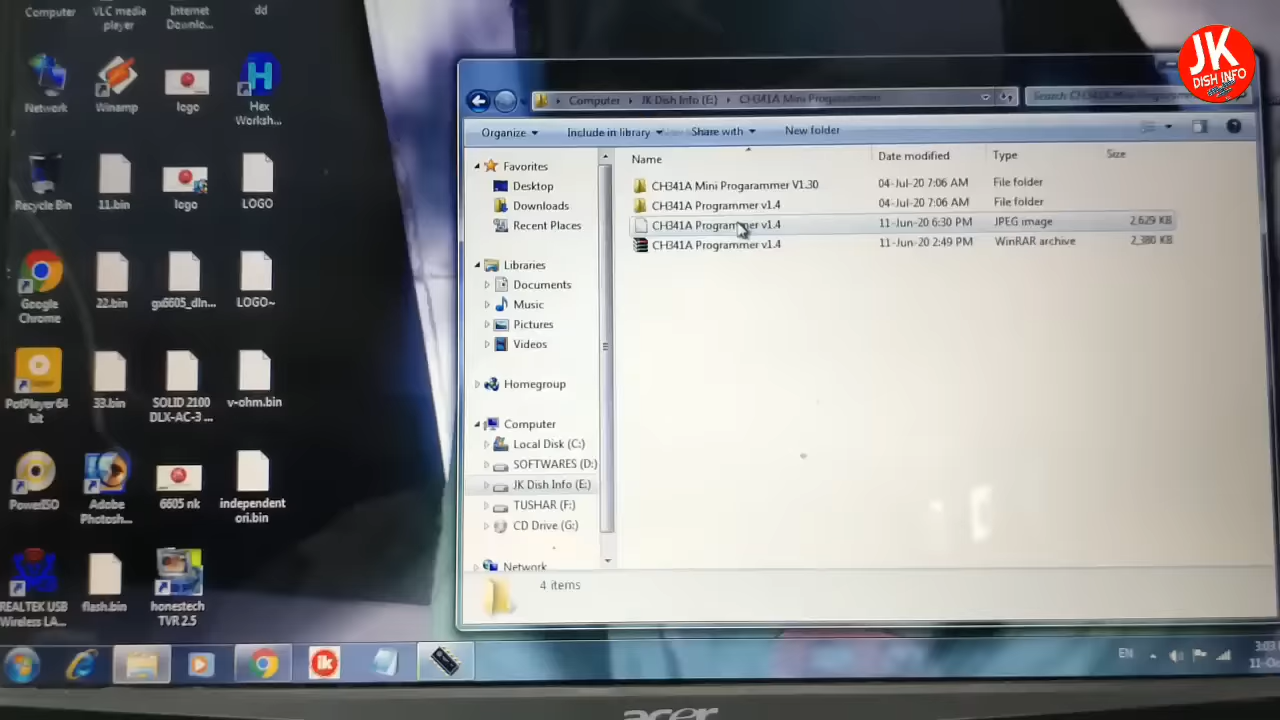 Computer
VLC media
player
Internet
Downlo...
dd
Network
Winamp
logo
Hex
Worksh...
Recycle Bin
11.bin
logo
LOGO
Google
Chrome
22.bin
gx6605_dln...
LOGO~
PotPlayer 64
bit
33.bin
SOLID 2100
DLX-AC-3 ...
v-ohm.bin
PowerISO
Adobe
Photosh...
6605 nk
independent
ori.bin
REALTEK USB
Wireless LA...
flash.bin
honestech
TVR 2.5
JK
DISH INFO
Computer
JK Dish Info (E:)
CH341A Mini Progarammer
Search CH341A Mini
Organize
Include in library
Share with
New folder
Favorites
Desktop
Downloads
Recent Places
Libraries
Documents
Music
Pictures
Videos
Homegroup
Computer
Local Disk (C:)
SOFTWARES (D:)
JK Dish Info (E:)
TUSHAR (F:)
CD Drive (G:)
Network
Name Date modified Type Size
CH341A Mini Progarammer V1.30 04-Jul-20 7:06 AM File folder
CH341A Programmer v1.4 04-Jul-20 7:06 AM File folder
CH341A Programmer v1.4 11-Jun-20 6:30 PM JPEG image 2,629 KB
CH341A Programmer v1.4 11-Jun-20 2:49 PM WinRAR archive 2,380 KB
4 items
EN
acer